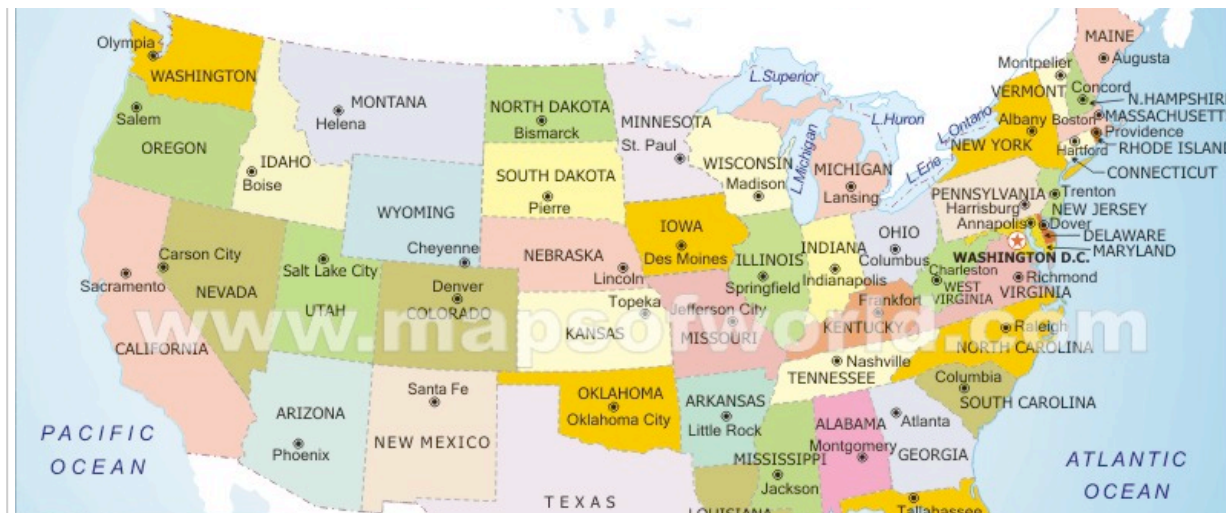 Olympia
WASHINGTON
MONTANA
Helena
NORTH DAKOTA
Bismarck
MINNESOTA
St. Paul
L.Superior
L.Huron
L.Michigan
L.Ontario
L.Erie
MAINE
Augusta
Montpelier
VERMONT
Concord
N.HAMPSHIRE
MASSACHUSETT
Albany
Boston
Providence
NEW YORK
Hartford
RHODE ISLAN
CONNECTICUT
Salem
OREGON
IDAHO
Boise
WYOMING
Cheyenne
SOUTH DAKOTA
Pierre
WISCONSIN
Madison
MICHIGAN
Lansing
PENNSYLVANIA
Harrisburg
Trenton
NEW JERSEY
Annapolis
Dover
DELAWARE
MARYLAND
WASHINGTON D.C.
IOWA
Des Moines
NEBRASKA
Lincoln
ILLINOIS
Springfield
INDIANA
Indianapolis
OHIO
Columbus
Charleston
WEST
VIRGINIA
Richmond
VIRGINIA
Carson City
Sacramento
NEVADA
Salt Lake City
UTAH
Denver
COLORADO
Topeka
KANSAS
Jefferson City
MISSOURI
Frankfort
KENTUCKY
www.mapsofworld.com
CALIFORNIA
Raleigh
NORTH CAROLINA
Nashville
TENNESSEE
Columbia
SOUTH CAROLINA
ARIZONA
Phoenix
Santa Fe
NEW MEXICO
OKLAHOMA
Oklahoma City
ARKANSAS
Little Rock
ALABAMA
Montgomery
Atlanta
GEORGIA
MISSISSIPPI
Jackson
PACIFIC
OCEAN
ATLANTIC
OCEAN
TEXAS
LOUISIANA
Tallahassee